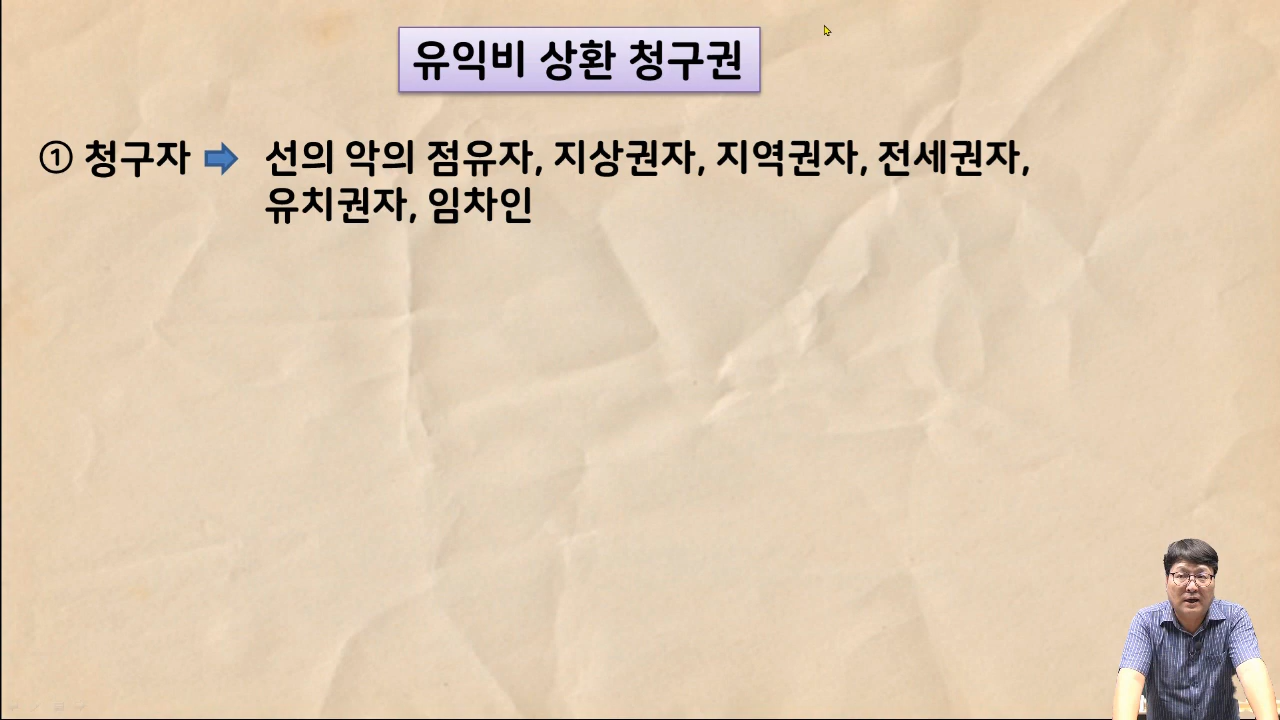 유익비 상환 청구권
① 청구자 ➡ 선의 악의 점유자, 지상권자, 지역권자, 전세권자,
유치권자, 임차인